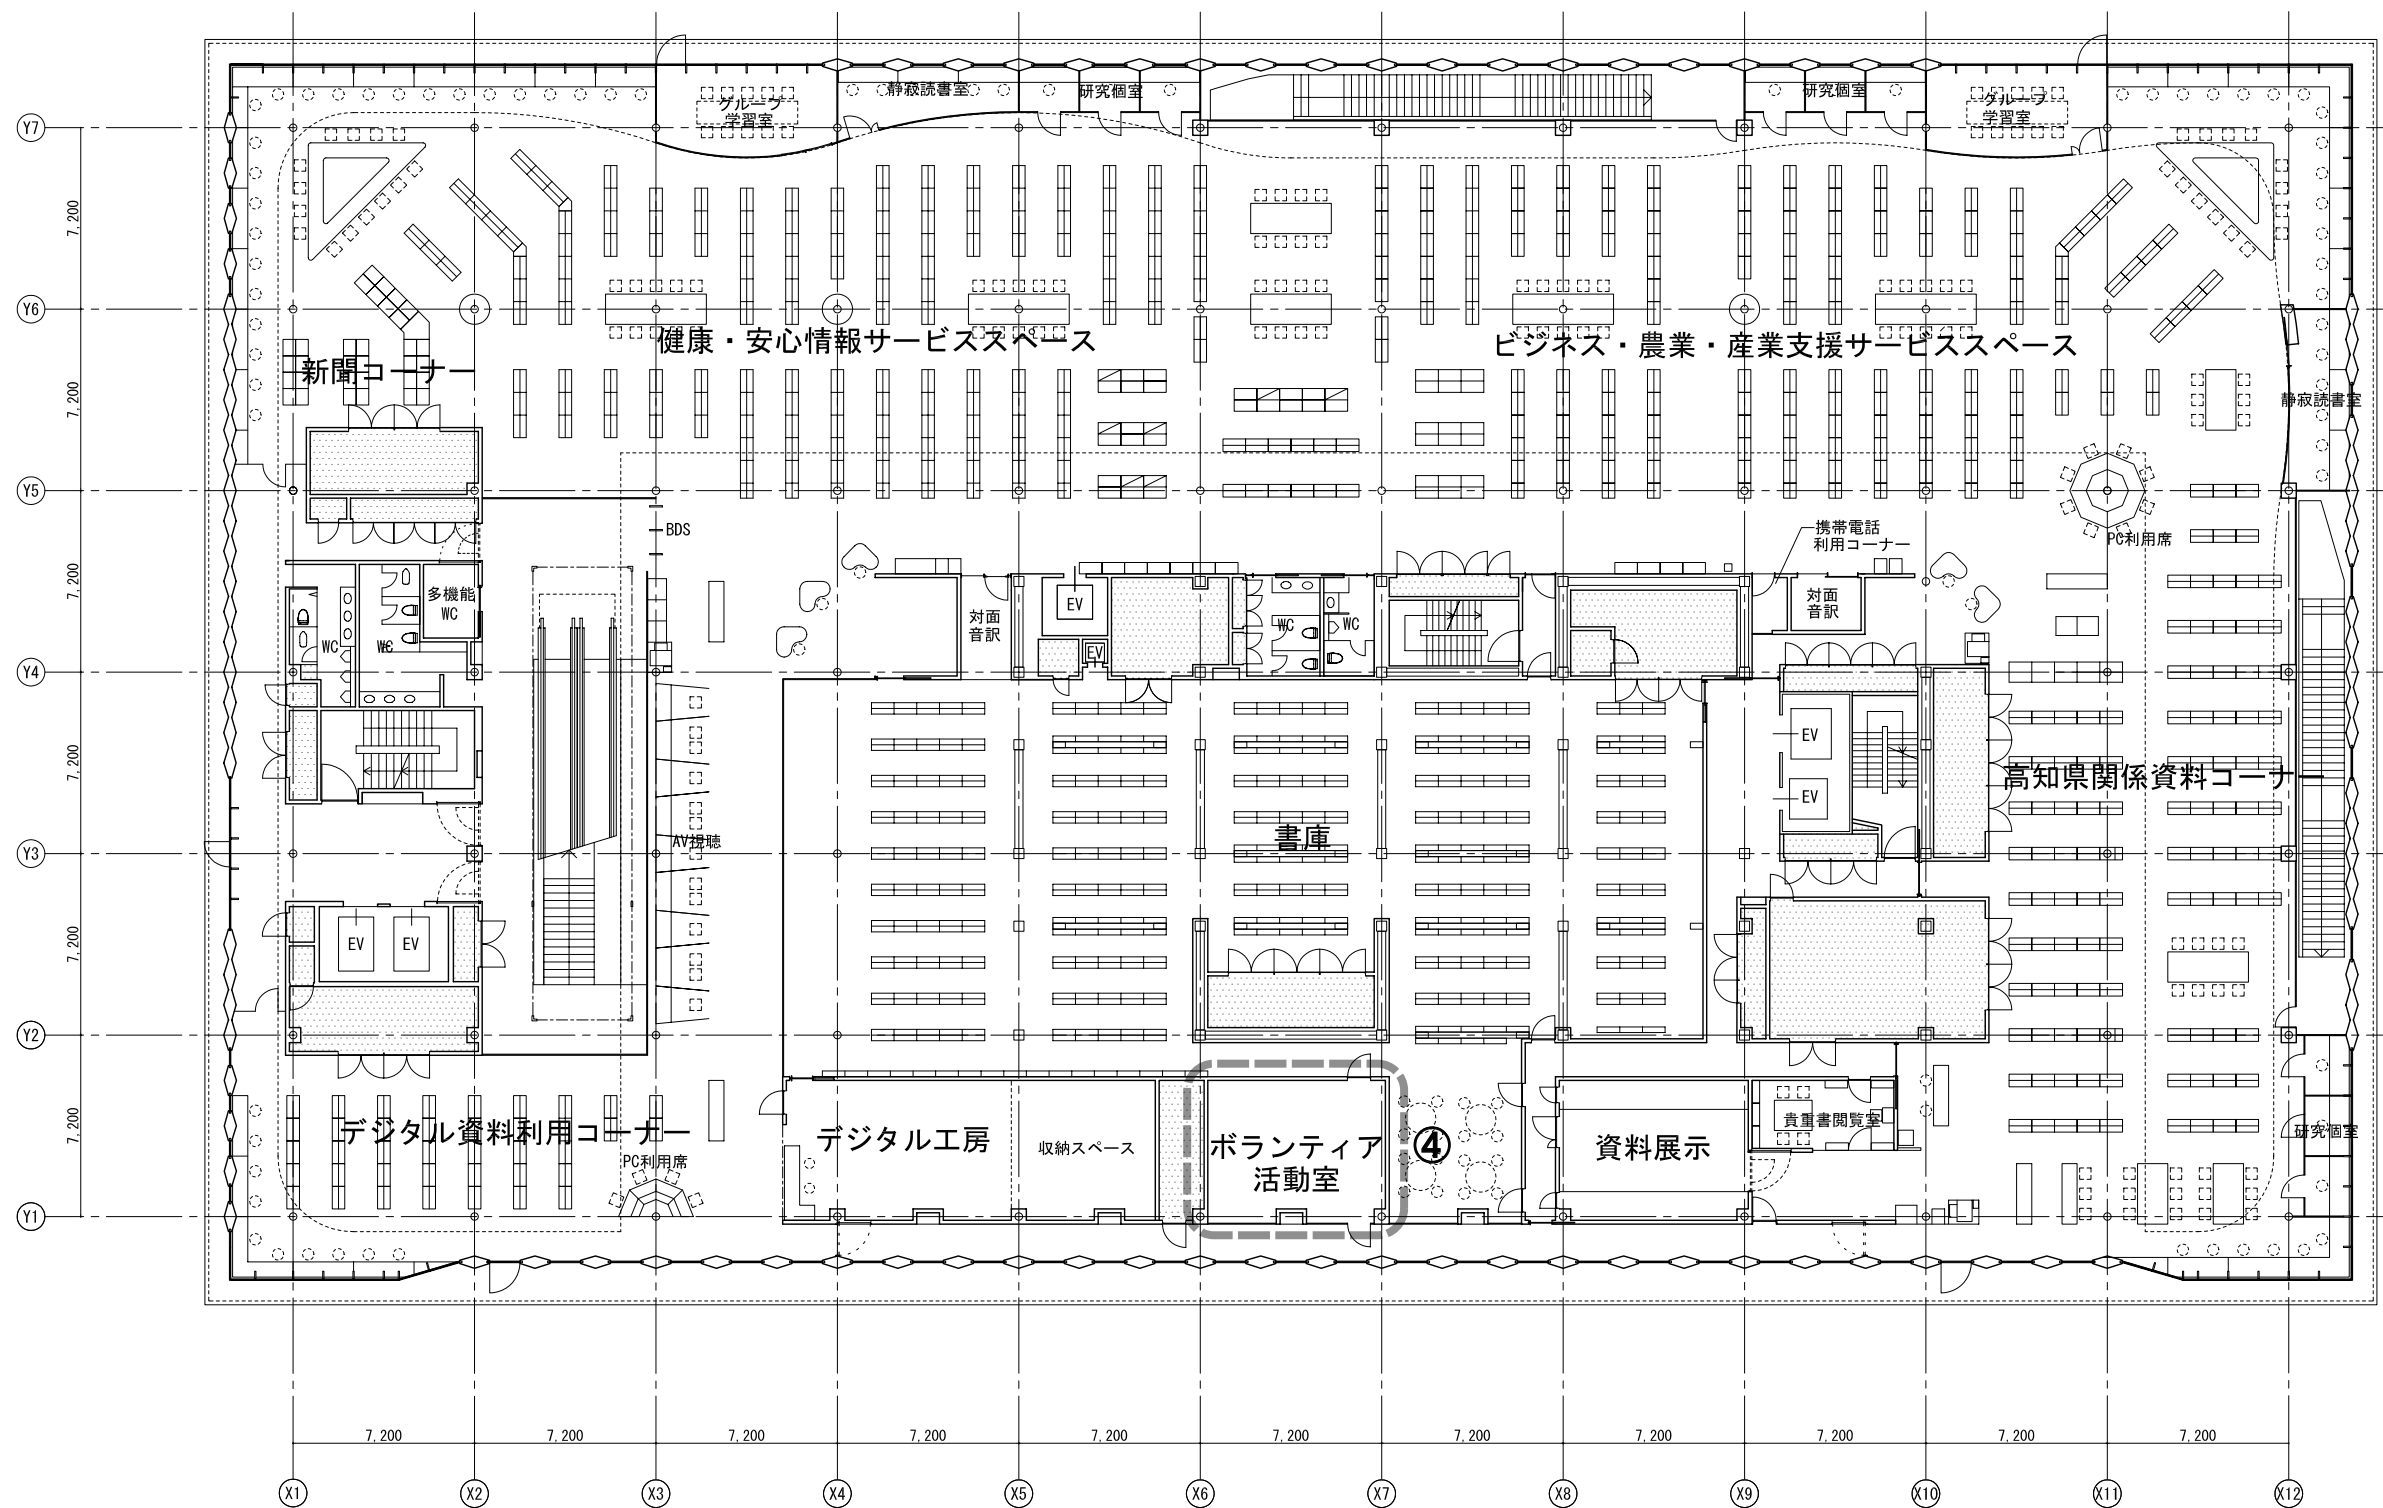 静寂読書室
研究個室
研究個室
グループ
学習室
グループ
学習室
Y7
7,200
Y6
健康・安心情報サービススペース
ビジネス・農業・産業支援サービススペース
新聞コーナー
7,200
静寂読書室
Y5
BDS
携帯電話
利用コーナー
PC利用席
7,200
多機能
WC
WC
WC
対面
音訳
EV
EV
WC
WC
対面
音訳
Y4
7,200
EV
EV
高知県関係資料コーナー
AV視聴
書庫
Y3
7,200
EV
EV
Y2
7,200
デジタル資料利用コーナー
PC利用席
デジタル工房
収納スペース
ボランティア
活動室
④
資料展示
貴重書閲覧室
研究個室
Y1
7,200
7,200
7,200
7,200
7,200
7,200
7,200
7,200
7,200
7,200
7,200
X1
X2
X3
X4
X5
X6
X7
X8
X9
X10
X11
X12